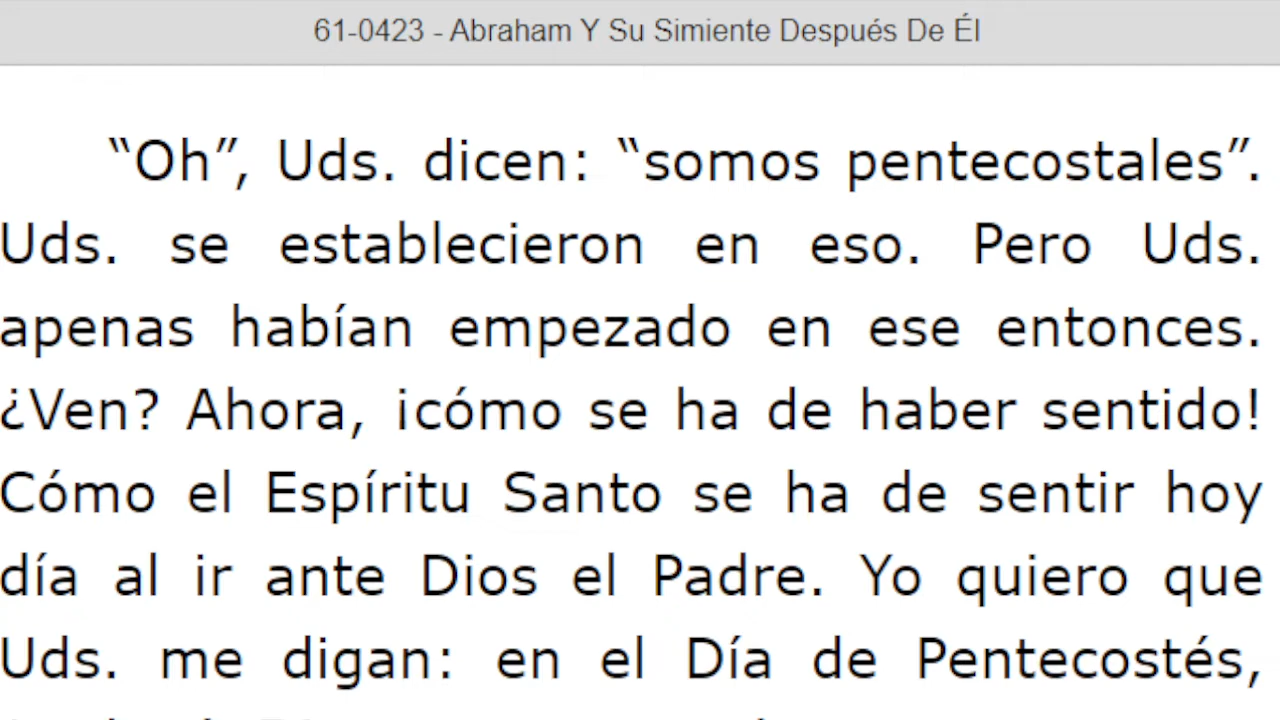 61-0423 - Abraham Y Su Simiente Después De Él
“Oh”, Uds. dicen: “somos pentecostales”.
Uds. se establecieron en eso. Pero Uds.
apenas habían empezado en ese entonces.
¿Ven? Ahora, ¡cómo se ha de haber sentido!
Cómo el Espíritu Santo se ha de sentir hoy
día al ir ante Dios el Padre. Yo quiero que
Uds. me digan: en el Día de Pentecostés,